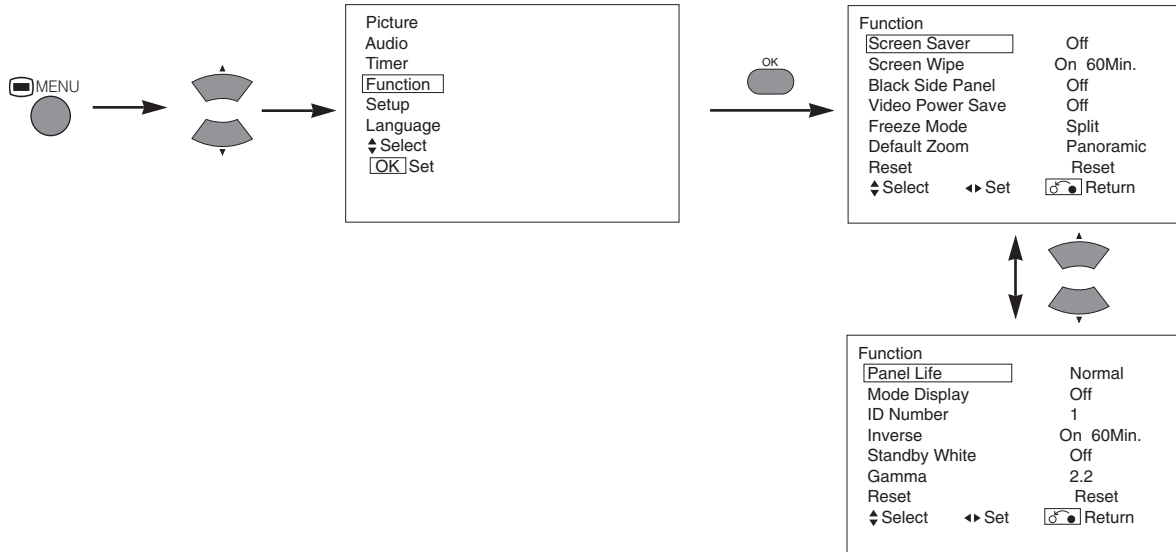 MENU
Picture
Audio
Timer
Function
Setup
Language
Select
OK Set
OK
Function
Screen Saver Off
Screen Wipe On 60Min.
Black Side Panel Off
Video Power Save Off
Freeze Mode Split
Default Zoom Panoramic
Reset Reset
Select Set Return
Function
Panel Life Normal
Mode Display Off
ID Number 1
Inverse On 60Min.
Standby White Off
Gamma 2.2
Reset Reset
Select Set Return